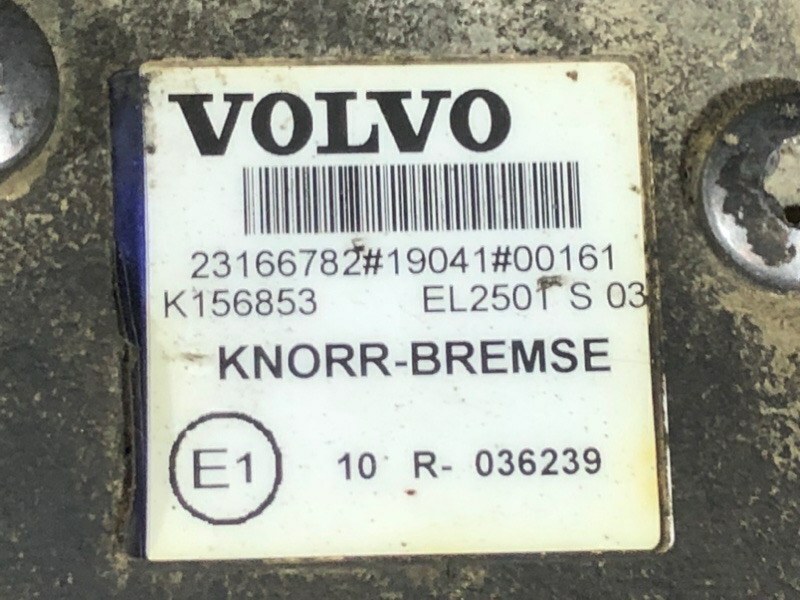 VOLVO
23166782#19041#00161
K156853 EL2501 S 03
KNORR-BREMSE
E1 10 R- 036239